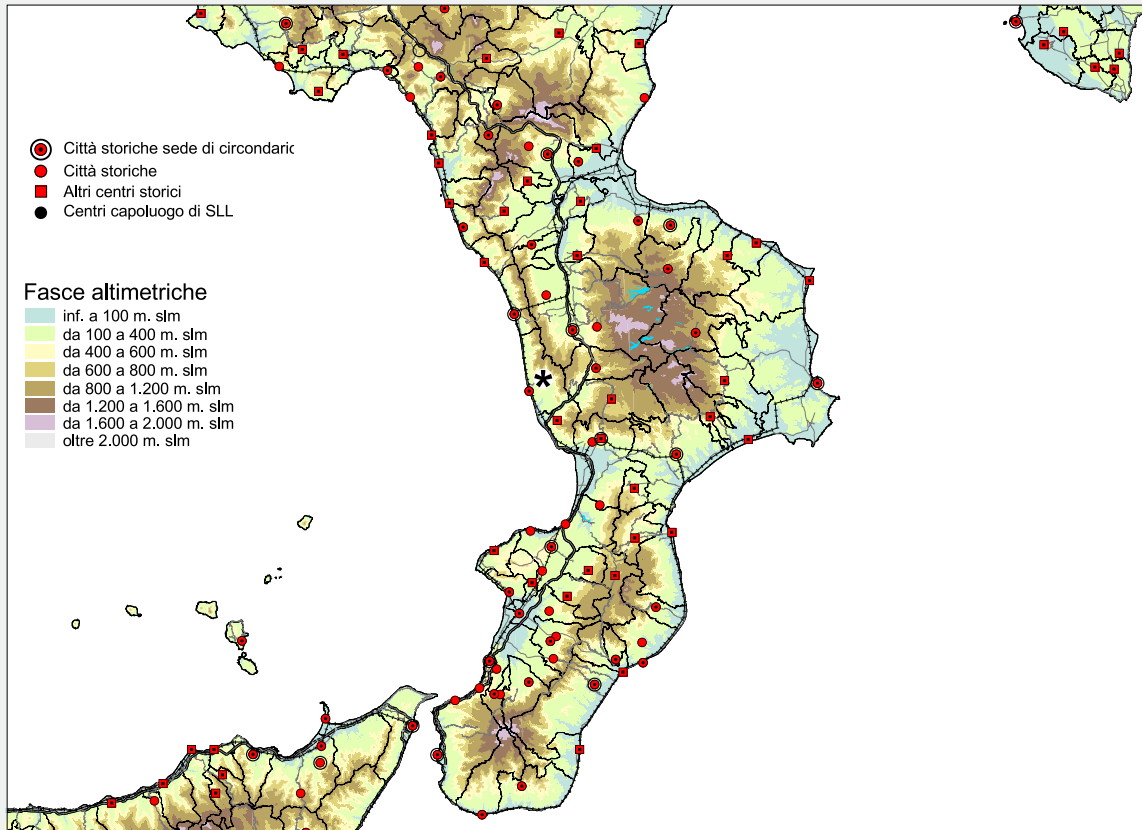 Città storiche sede di circondaric
Città storiche
Altri centri storici
Centri capoluogo di SLL
Fasce altimetriche
inf. a 100 m. slm
da 100 a 400 m. slm
da 400 a 600 m. slm
da 600 a 800 m. slm
da 800 a 1.200 m. slm
da 1.200 a 1.600 m. slm
da 1.600 a 2.000 m. slm
oltre 2.000 m. slm
*